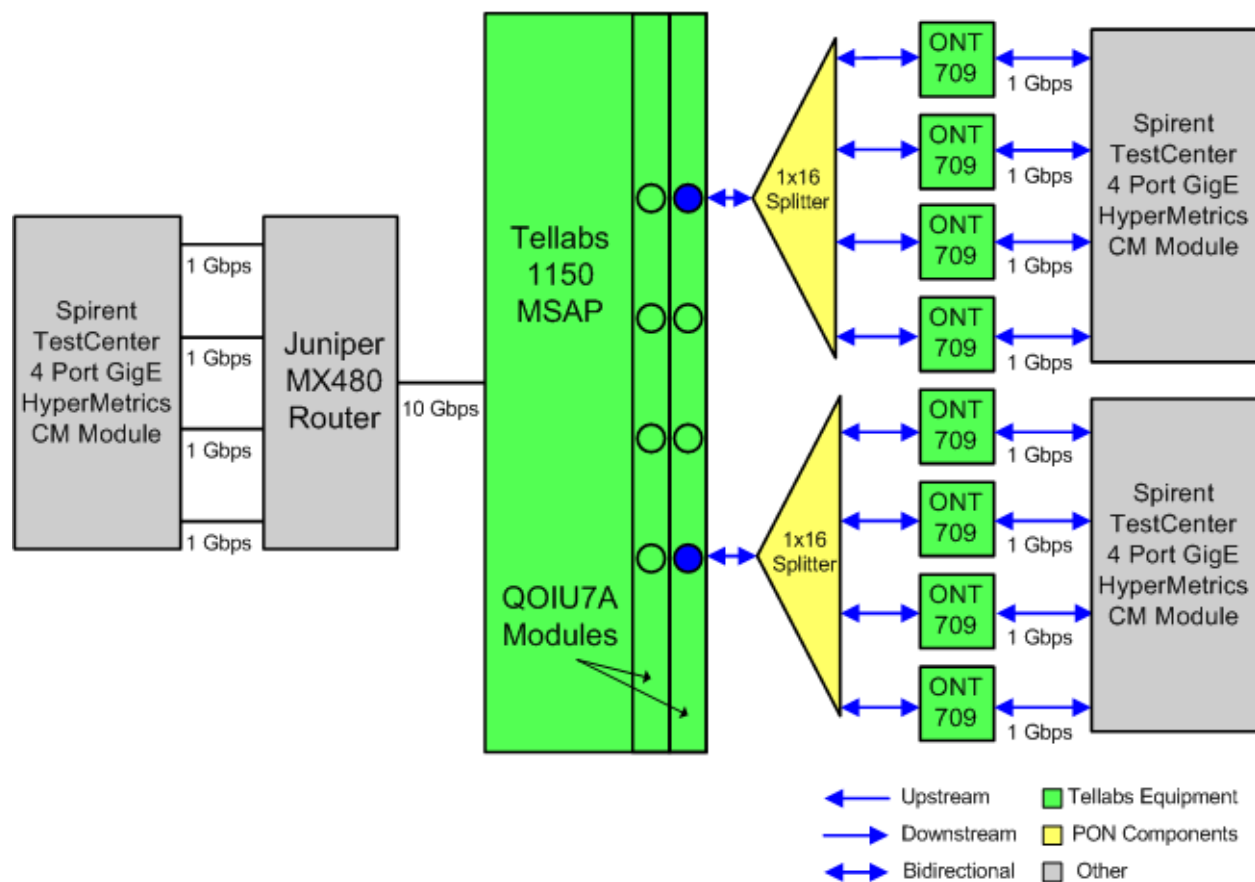 Spirent
TestCenter
4 Port GigE
HyperMetrics
CM Module
1 Gbps
1 Gbps
1 Gbps
1 Gbps
Juniper
MX480
Router
10 Gbps
Tellabs
1150
MSAP
QOIU7A
Modules
1x16
Splitter
1x16
Splitter
ONT
709
1 Gbps
ONT
709
1 Gbps
ONT
709
1 Gbps
ONT
709
1 Gbps
ONT
709
1 Gbps
ONT
709
1 Gbps
ONT
709
1 Gbps
ONT
709
1 Gbps
Spirent
TestCenter
4 Port GigE
HyperMetrics
CM Module
Spirent
TestCenter
4 Port GigE
HyperMetrics
CM Module
Upstream
Downstream
Bidirectional
Tellabs Equipment
PON Components
Other